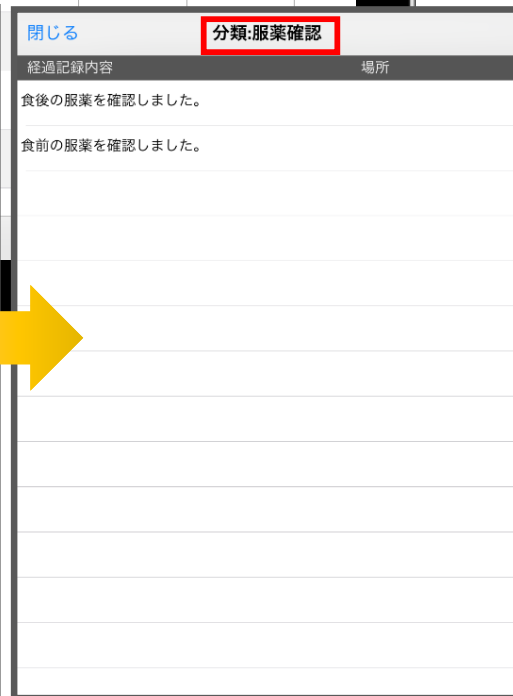 閉じる 分類:服薬確認
経過記録内容 場所
食後の服薬を確認しました。
食前の服薬を確認しました。